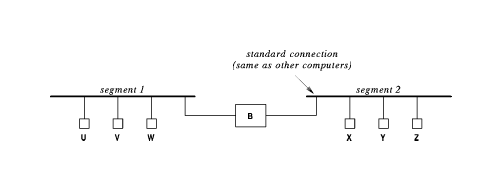 standard connection
(same as other computers)
segment 1
segment 2
B
U V W
X Y Z